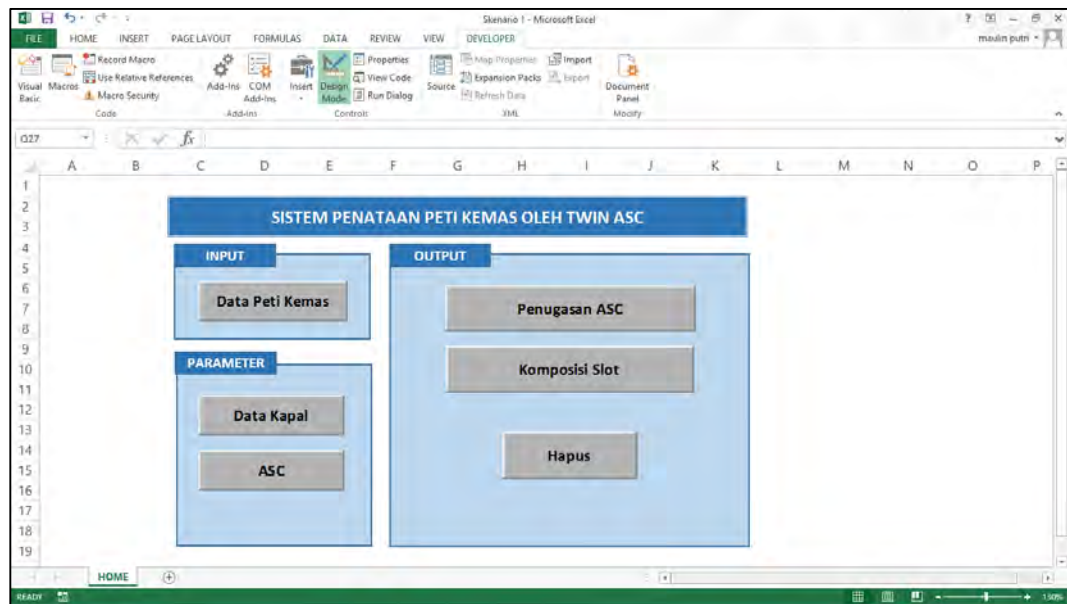 Skenario 1 - Microsoft Excel
FILE HOME INSERT PAGE LAYOUT FORMULAS DATA REVIEW VIEW DEVELOPER
maulin putri
Visual Basic
Macros
Record Macro
Use Relative References
Macro Security
Code
Add-Ins
COM Add-Ins
Add-Ins
Insert
Design Mode
Properties
View Code
Run Dialog
Controls
Source
Map Properties
Expansion Packs
Refresh Data
Import
Export
XML
Document Panel
Modify
Q27
fx
A B C D E F G H I J K L M N O P
1
2
3
4
5
6
7
8
9
10
11
12
13
14
15
16
17
18
19
SISTEM PENATAAN PETI KEMAS OLEH TWIN ASC
INPUT
Data Peti Kemas
PARAMETER
Data Kapal
ASC
OUTPUT
Penugasan ASC
Komposisi Slot
Hapus
HOME
READY
150%